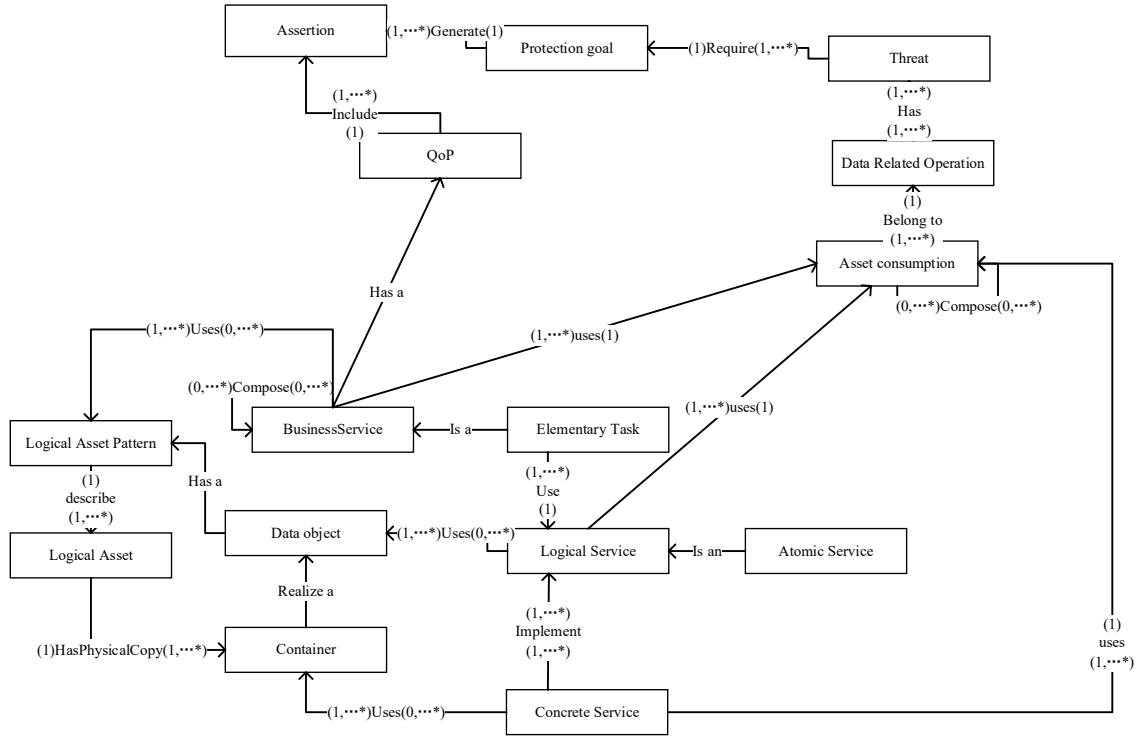 Assertion
(1,···*)Generate(1)
Protection goal
(1)Require(1,···*)
Threat
(1,···*)
Has
(1,···*)
Data Related Operation
(1,···*)
Include
(1)
QoP
(1)
Belong to
(1,···*)
Asset consumption
(0,···*)Compose(0,···*)
Has a
(1,···*)Uses(0,···*)
(1,···*)uses(1)
(0,···*)Compose(0,···*)
(1,···*)uses(1)
BusinessService
Is a
Elementary Task
Logical Asset Pattern
(1)
describe
(1,···*)
Has a
(1,···*)
Use
(1)
Data object
(1,···*)Uses(0,···*)
Logical Service
Is an
Atomic Service
Logical Asset
Realize a
(1,···*)
Implement
(1,···*)
(1)
uses
(1,···*)
(1)HasPhysicalCopy(1,···*)
Container
(1,···*)Uses(0,···*)
Concrete Service